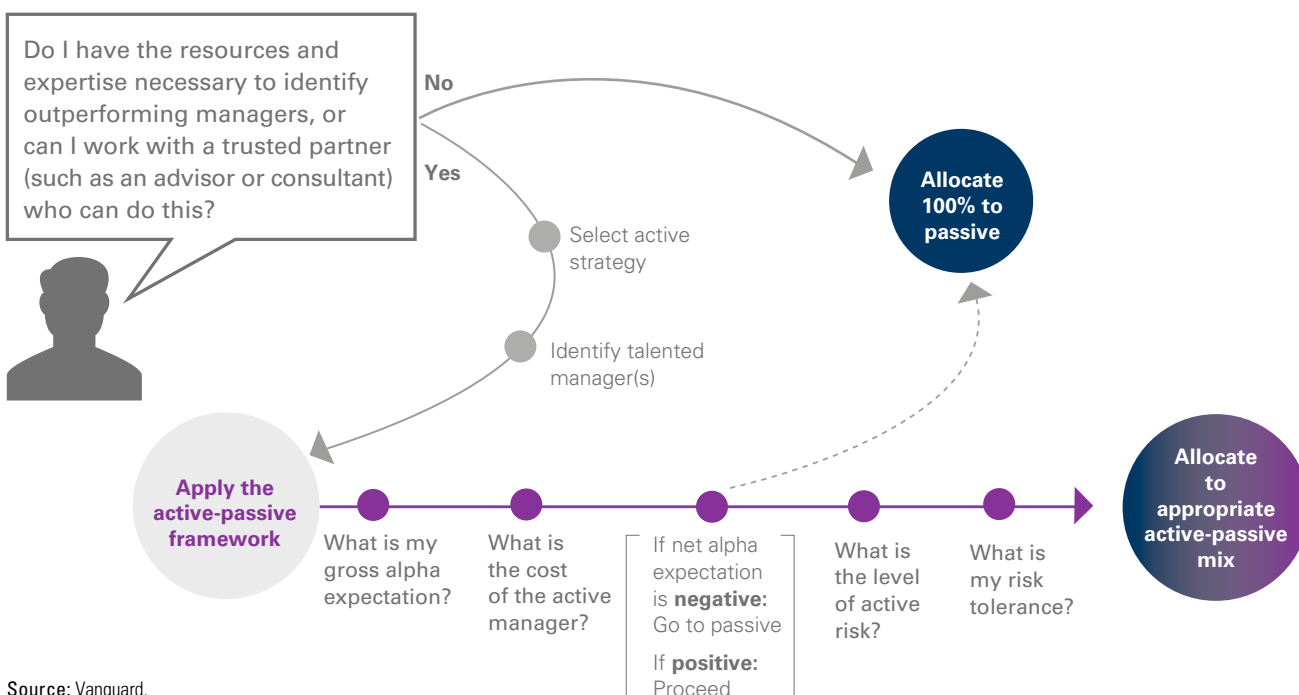 Do I have the resources and
expertise necessary to identify
outperforming managers, or
can I work with a trusted partner
(such as an advisor or consultant)
who can do this?
No
Yes
Allocate
100% to
passive
Select active
strategy
Identify talented
manager(s)
Apply the
active-passive
framework
What is my
gross alpha
expectation?
What is
the cost
of the active
manager?
If net alpha
expectation
is negative:
Go to passive
If positive:
Proceed
What is
the level
of active
risk?
What is
my risk
tolerance?
Allocate
to
appropriate
active-passive
mix
Source: Vanguard.